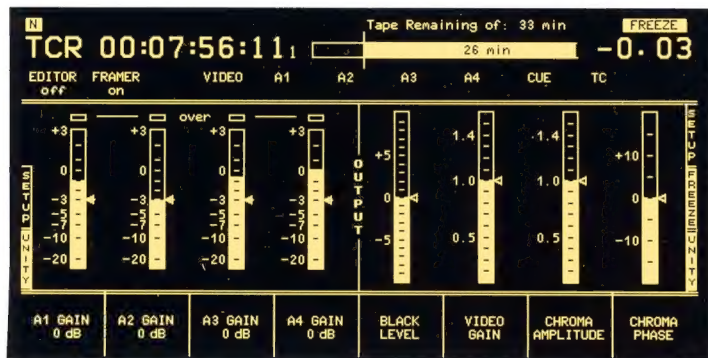 N Tape Remaining of: 33 min FREEZE
TCR 00:07:56:11 1 26 min -0.03
EDITOR FRAMER VIDEO A1 A2 A3 A4 CUE TC
off on
over
+3 +3 +3 +3
0 0 0 0
-3 -3 -3 -3
-5 -5 -5 -5
-7 -7 -7 -7
-10 -10 -10 -10
-20 -20 -20 -20
SETUP UNITY
OUTPUT
+5 1.4 1.4 +10
0 1.0 1.0 0
-5 0.5 0.5 -10
SETUP FREEZE UNITY
A1 GAIN A2 GAIN A3 GAIN A4 GAIN BLACK VIDEO CHROMA CHROMA
0 dB 0 dB 0 dB 0 dB LEVEL GAIN AMPLITUDE PHASE